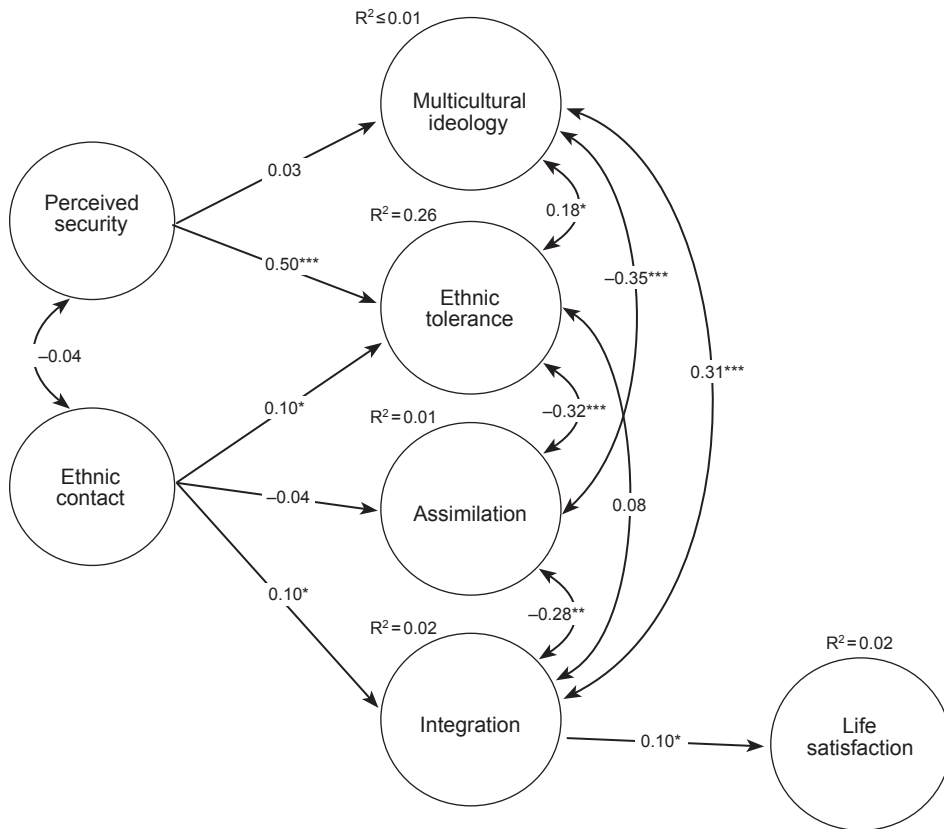 R² ≤ 0.01
Multicultural
ideology
0.03
Perceived
security
0.18*
R² = 0.26
0.50***
–0.35***
Ethnic
tolerance
–0.04
0.31***
0.10*
–0.32***
R² = 0.01
Ethnic
contact
–0.04
Assimilation
0.08
0.10*
–0.28**
R² = 0.02
R² = 0.02
Integration
0.10*
Life
satisfaction